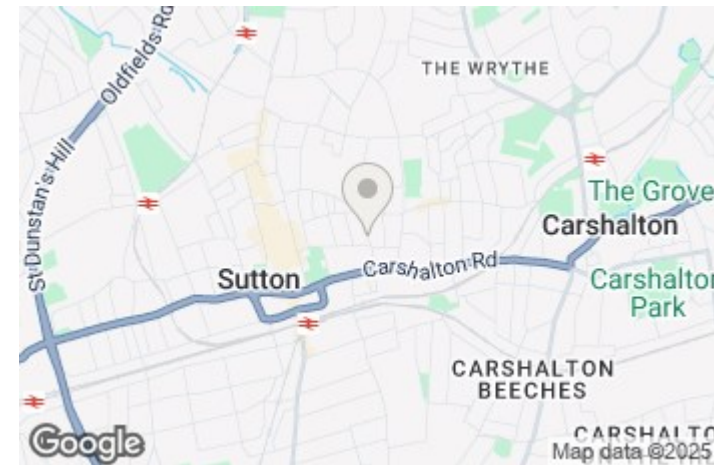 Oldfields Rd
THE WRYTHE
St Dunstan's Hill
The Grove
Carshalton
Carshalton Rd
Sutton
Carshalton
Park
CARSHALTON
BEECHES
CARSHALTO
Google
Map data ©2025